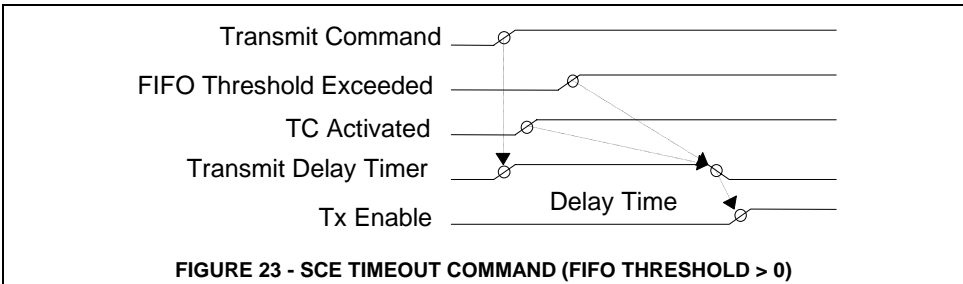 Transmit Command
FIFO Threshold Exceeded
TC Activated
Transmit Delay Timer
Delay Time
Tx Enable
FIGURE 23 - SCE TIMEOUT COMMAND (FIFO THRESHOLD > 0)